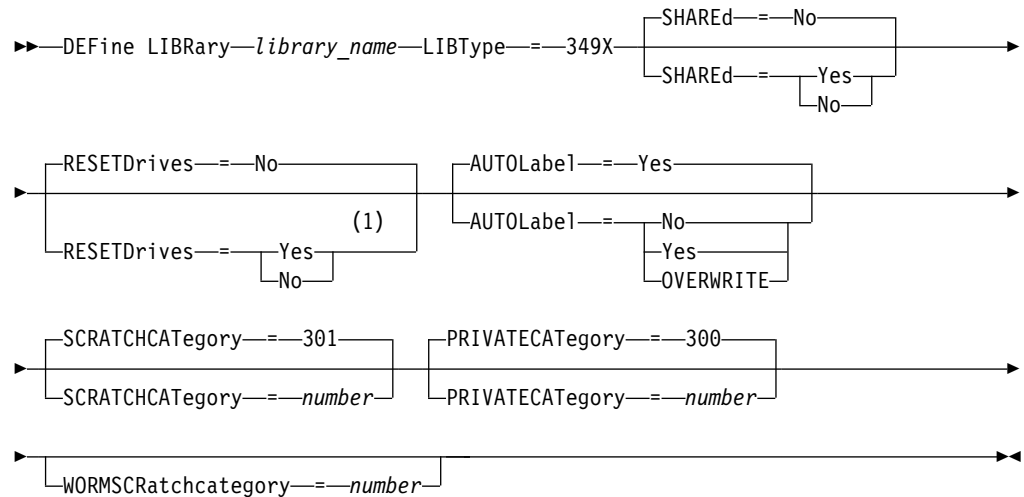 SHAREd = No
DEFine LIBRary library_name LIBType = 349X
SHAREd = Yes
No
RESETDrives = No AUTOLabel = Yes
(1)
RESETDrives = Yes AUTOLabel = No
No Yes
OVERWRITE
SCRATCHCATegory = 301 PRIVATECATegory = 300
SCRATCHCATegory = number PRIVATECATegory = number
WORMSCRatchcategory = number